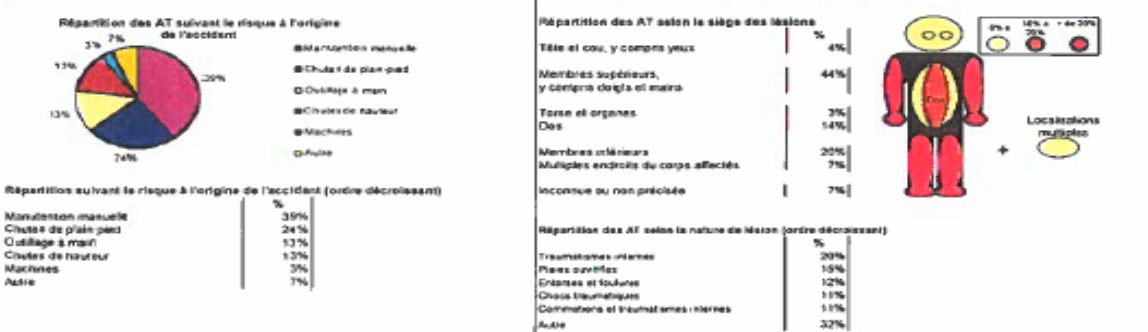 Répartition des AT suivant le risque à l'origine
de l'accident
7%
3%
13%
13%
24%
39%
Manutention manuelle
Chutes de plain-pied
Outillage à main
Chutes de hauteur
Machines
Autre
Répartition suivant le risque à l'origine de l'accident (ordre décroissant)
%
Manutention manuelle 39%
Chutes de plain-pied 24%
Outillage à main 13%
Chutes de hauteur 13%
Machines 3%
Autre 7%
Répartition des AT selon le siège des lésions
%
Tête et cou, y compris yeux 4%
Membres supérieurs, 44%
y compris doigts et mains
Torse et organes 3%
Dos 14%
Membres inférieurs 20%
Multiples endroits du corps affectés 7%
Inconnue ou non précisée 7%
Dos
Localisations
multiples
+
Répartition des AT selon la nature de lésion (ordre décroissant)
%
Traumatismes internes 20%
Plaies ouvertes 15%
Entorses et foulures 12%
Chocs traumatiques 11%
Commotions et traumatismes internes 11%
Autre 32%